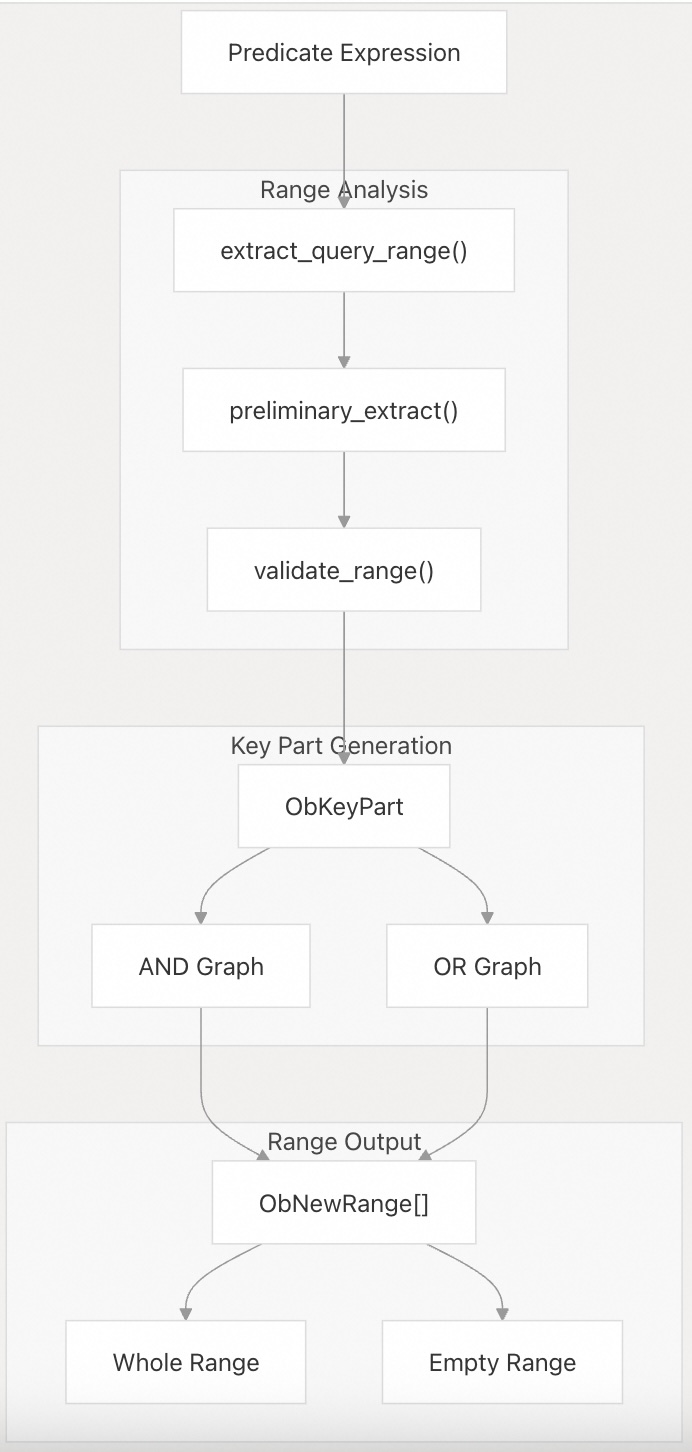 Predicate Expression
Range Analysis
extract_query_range()
preliminary_extract()
validate_range()
Key Part Generation
ObKeyPart
AND Graph
OR Graph
Range Output
ObNewRange[]
Whole Range
Empty Range